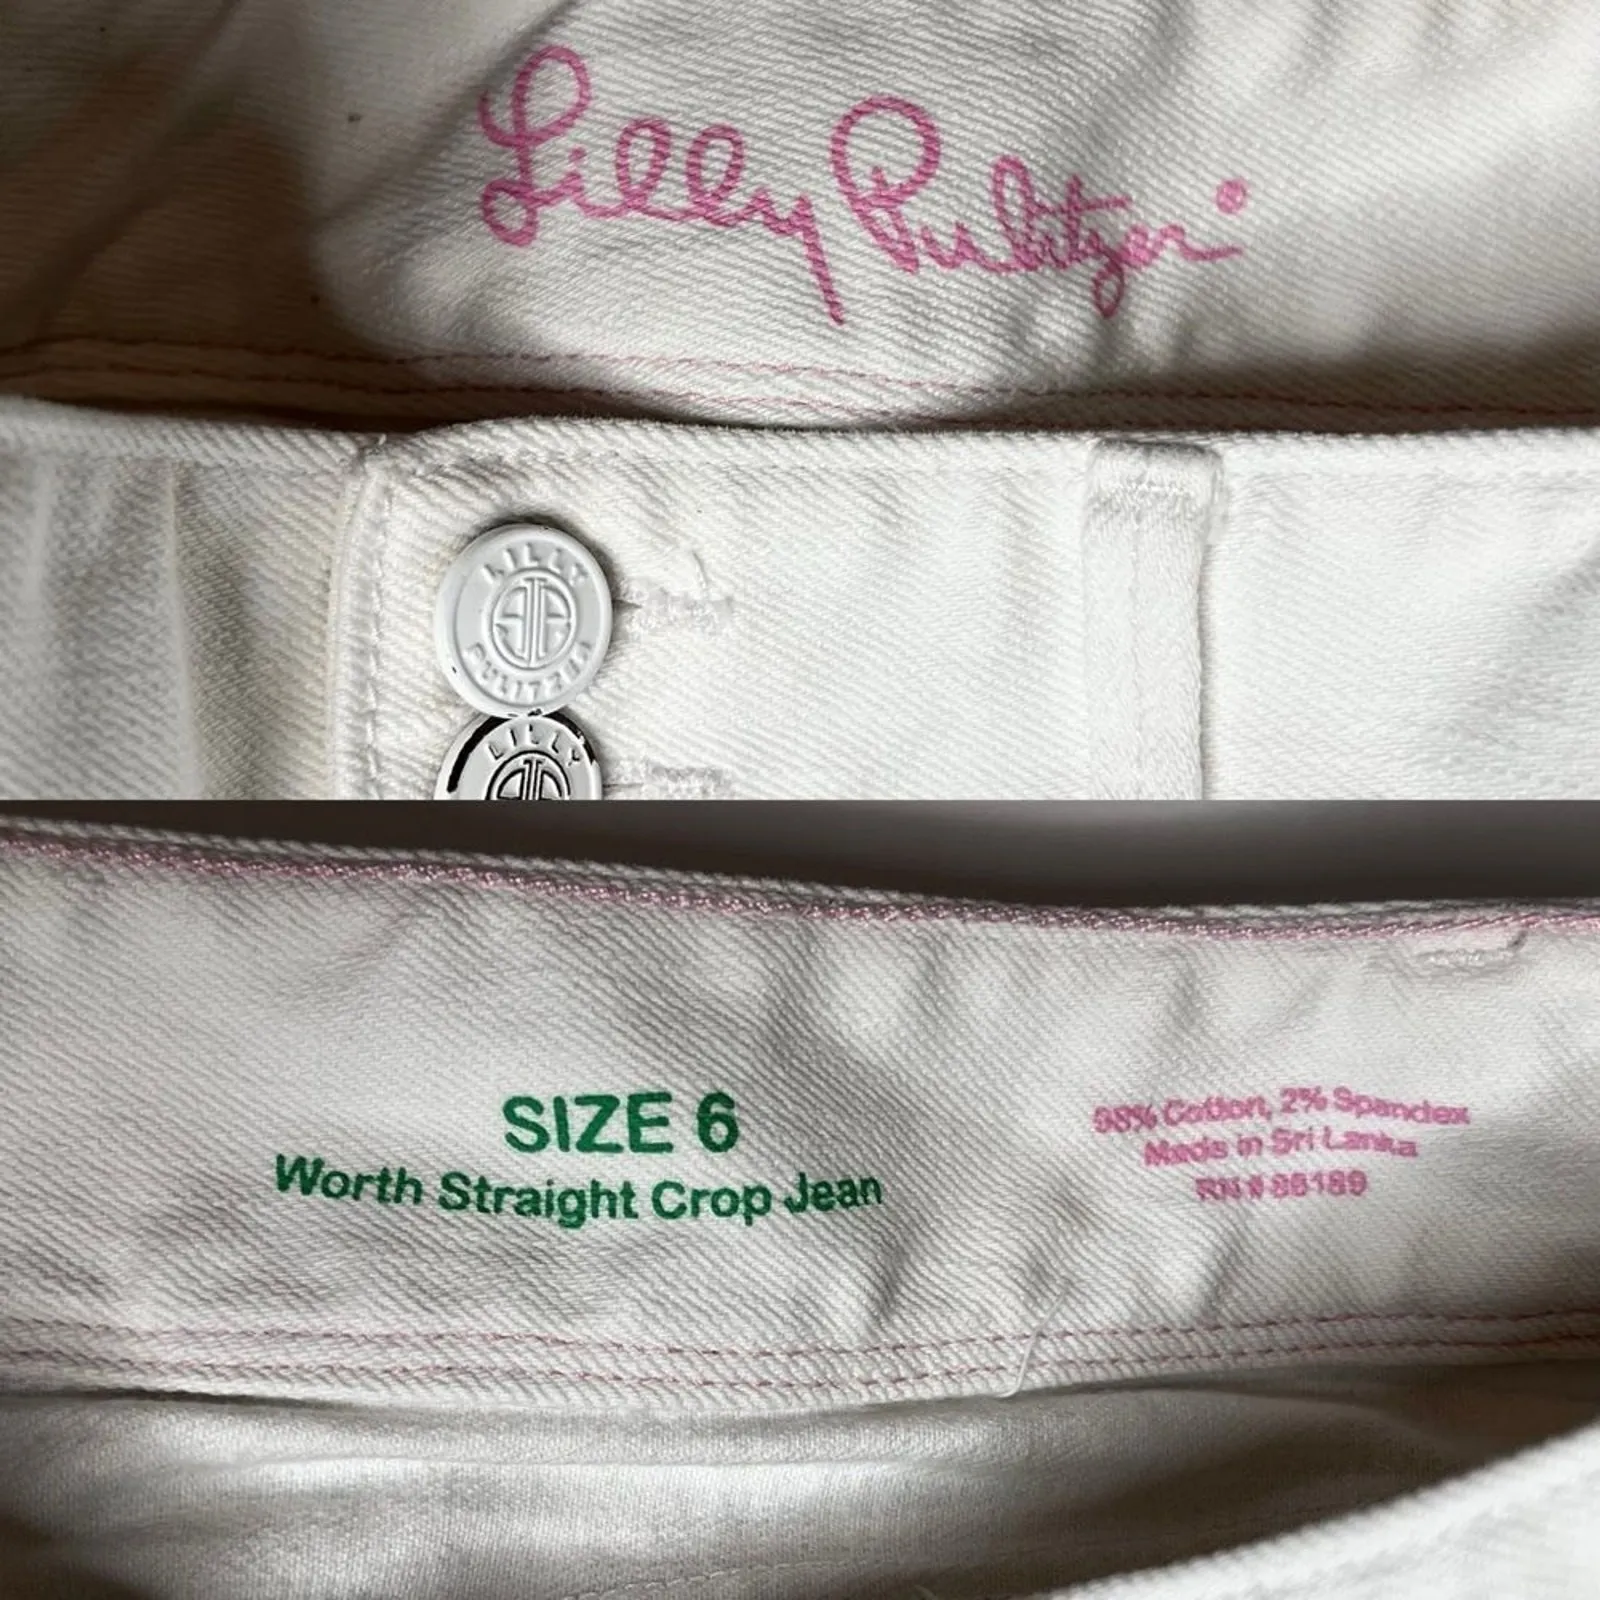 Lilly Pulitzer®
LILLY
PULITZER
LILLY
SIZE 6
Worth Straight Crop Jean
98% Cotton, 2% Spandex
Made in Sri Lanka
RN # 86189